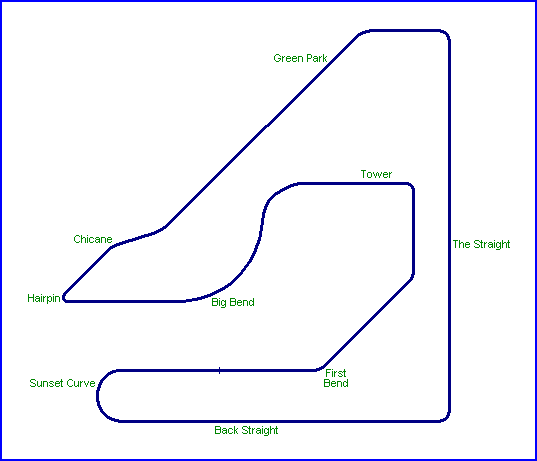 Green Park
Tower
Chicane
The Straight
Hairpin
Big Bend
First
Bend
Sunset Curve
Back Straight